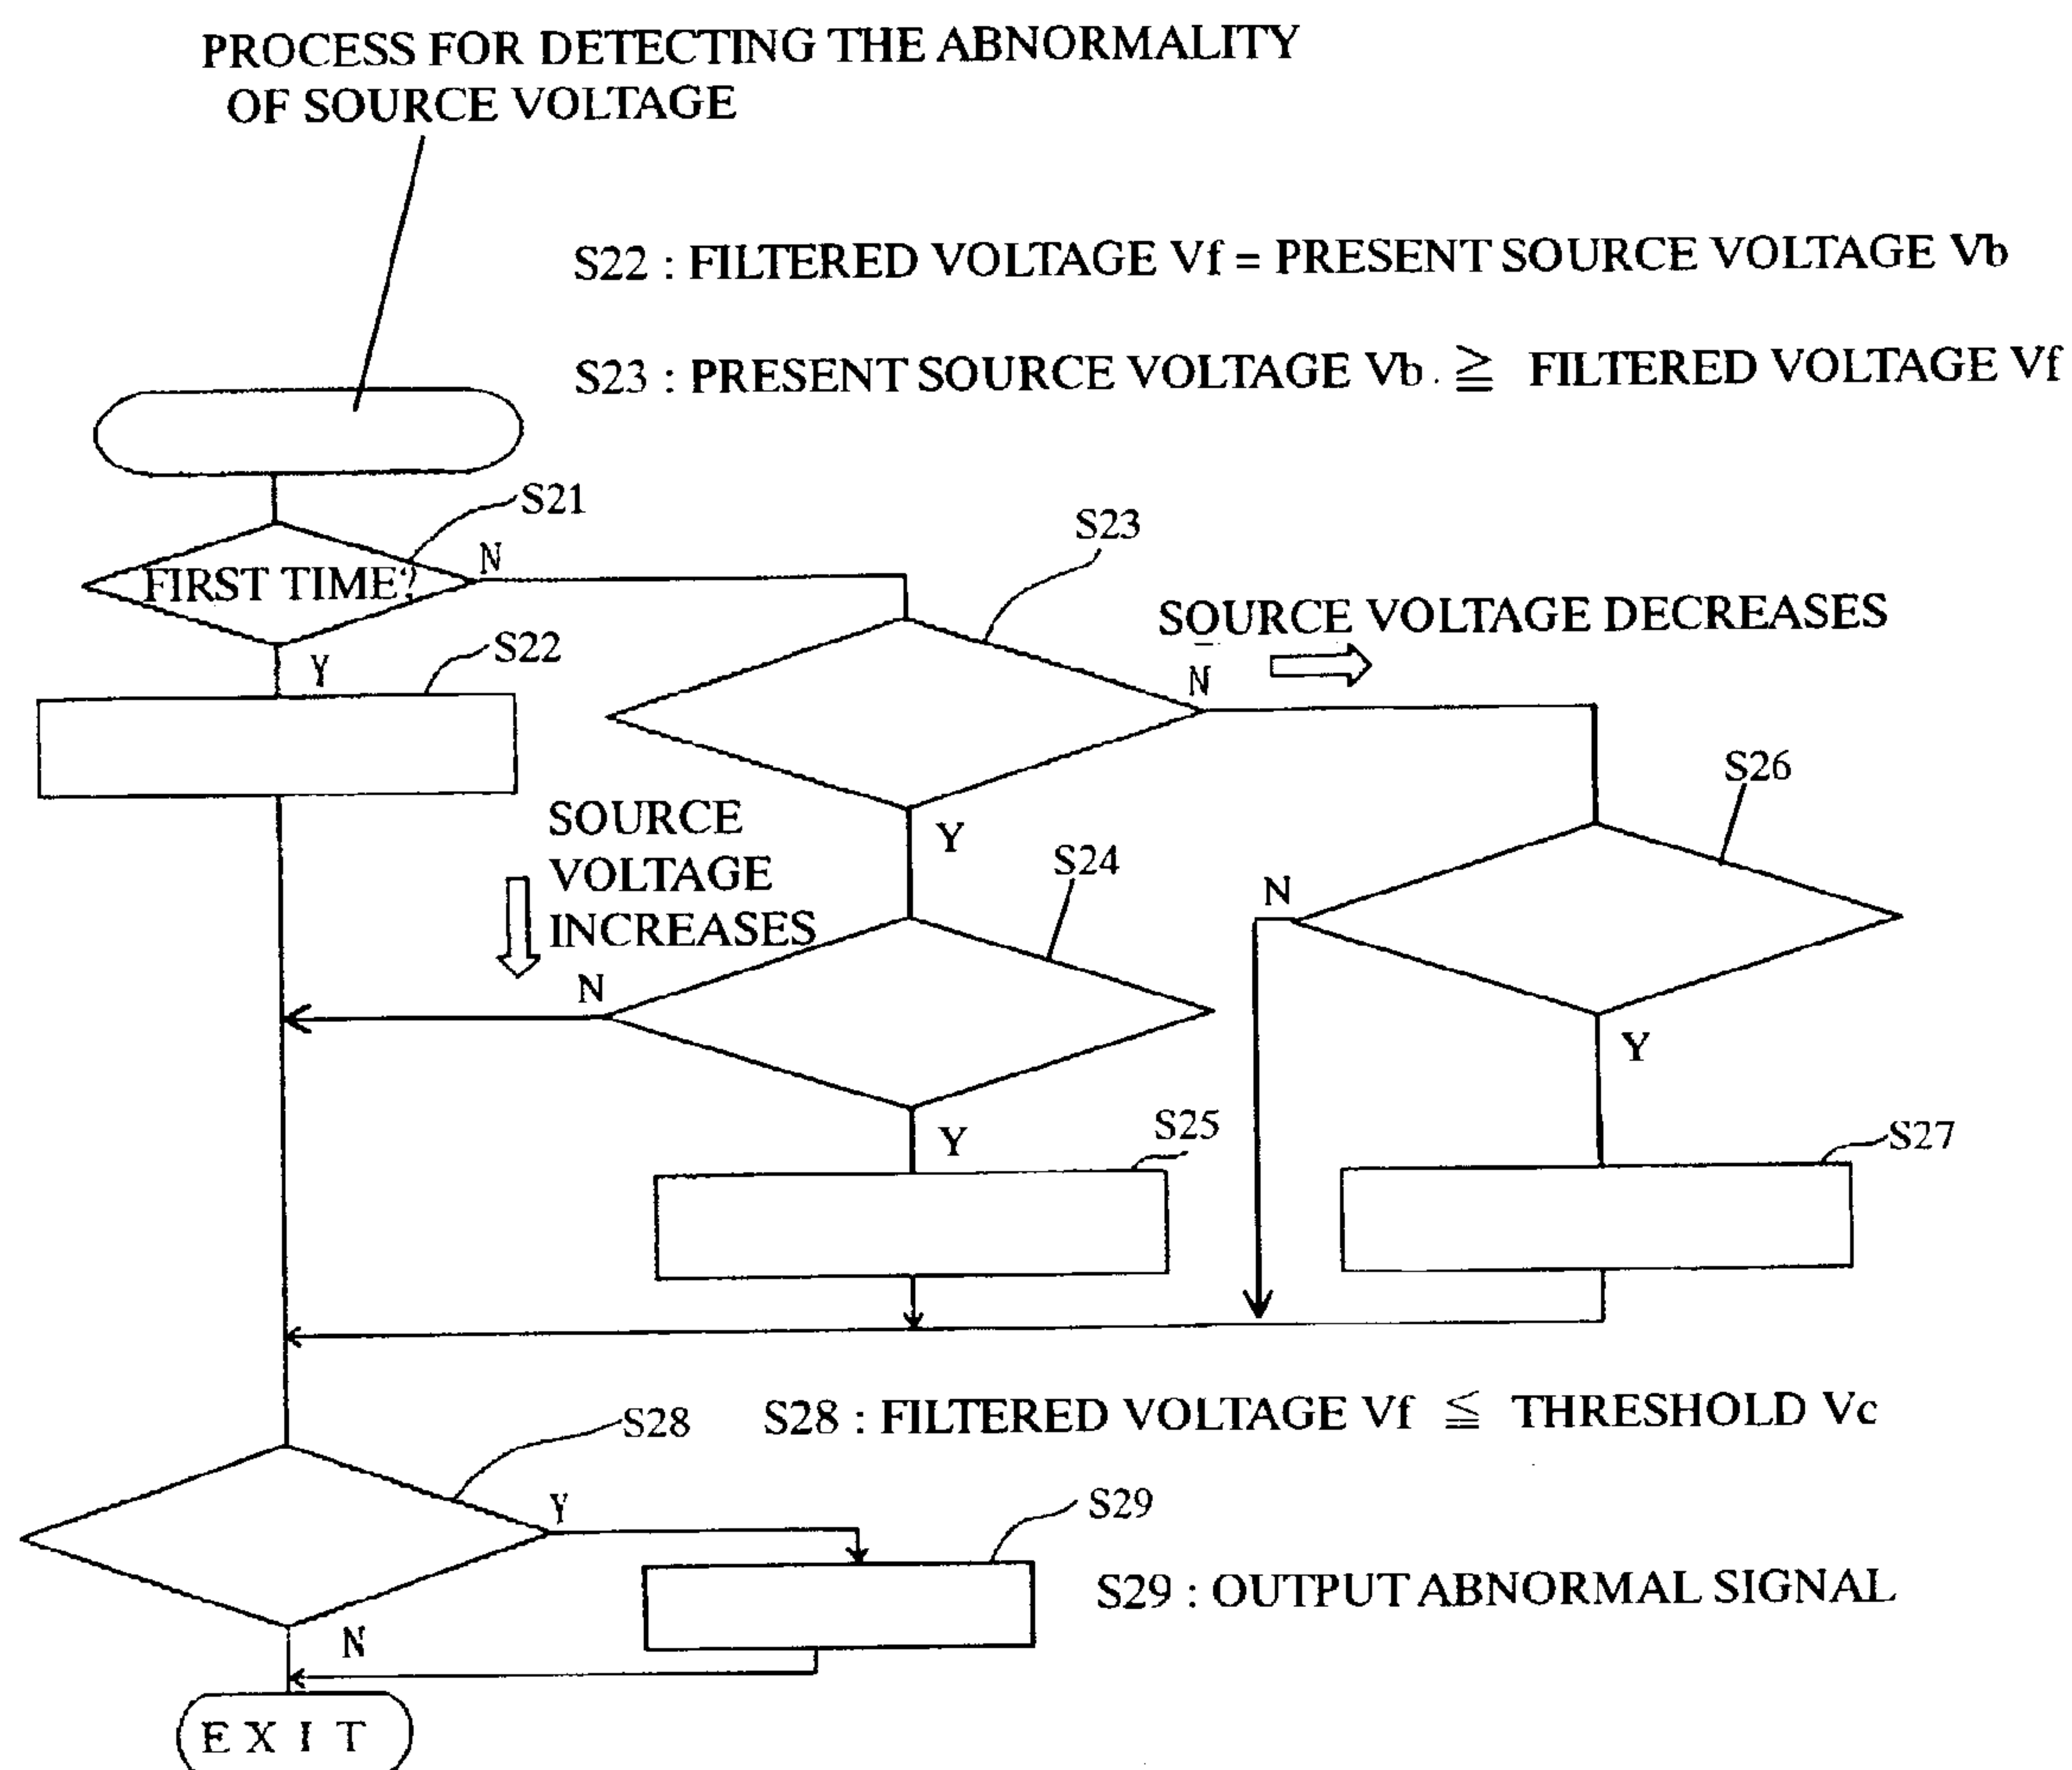 PROCESS FOR DETECTING THE ABNORMALITY
OF SOURCE VOLTAGE
S22 : FILTERED VOLTAGE Vf = PRESENT SOURCE VOLTAGE Vb
S23 : PRESENT SOURCE VOLTAGE Vb ≧ FILTERED VOLTAGE Vf
S21
FIRST TIME?
N
S23
SOURCE VOLTAGE DECREASES
Y
S22
N
S26
SOURCE
VOLTAGE
INCREASES
Y
S24
N
N
Y
Y
S25
S27
S28
S28 : FILTERED VOLTAGE Vf ≦ THRESHOLD Vc
Y
S29
S29 : OUTPUT ABNORMAL SIGNAL
N
EXIT